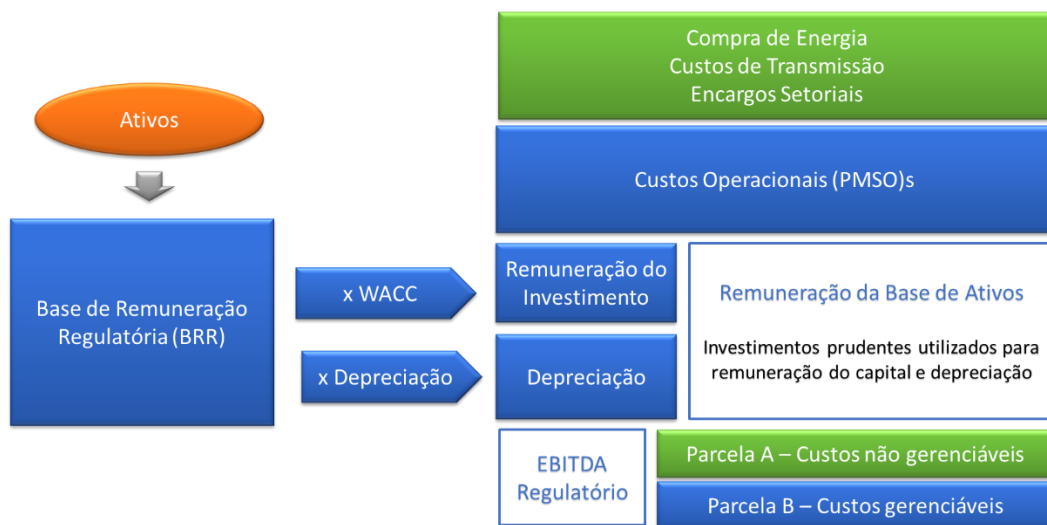 Compra de Energia
Custos de Transmissão
Encargos Setoriais
Ativos
Custos Operacionais (PMSO)s
Base de Remuneração
Regulatória (BRR)
x WACC
Remuneração do
Investimento
Remuneração da Base de Ativos
Investimentos prudentes utilizados para
remuneração do capital e depreciação
x Depreciação
Depreciação
EBITDA
Regulatório
Parcela A – Custos não gerenciáveis
Parcela B – Custos gerenciáveis